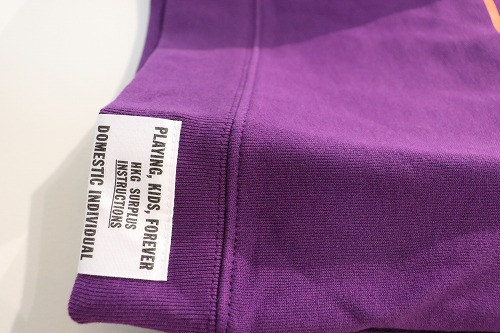 PLAYING, KIDS, FOREVER
HKG SURPLUS
INSTRUCTIONS
DOMESTIC INDIVIDUAL